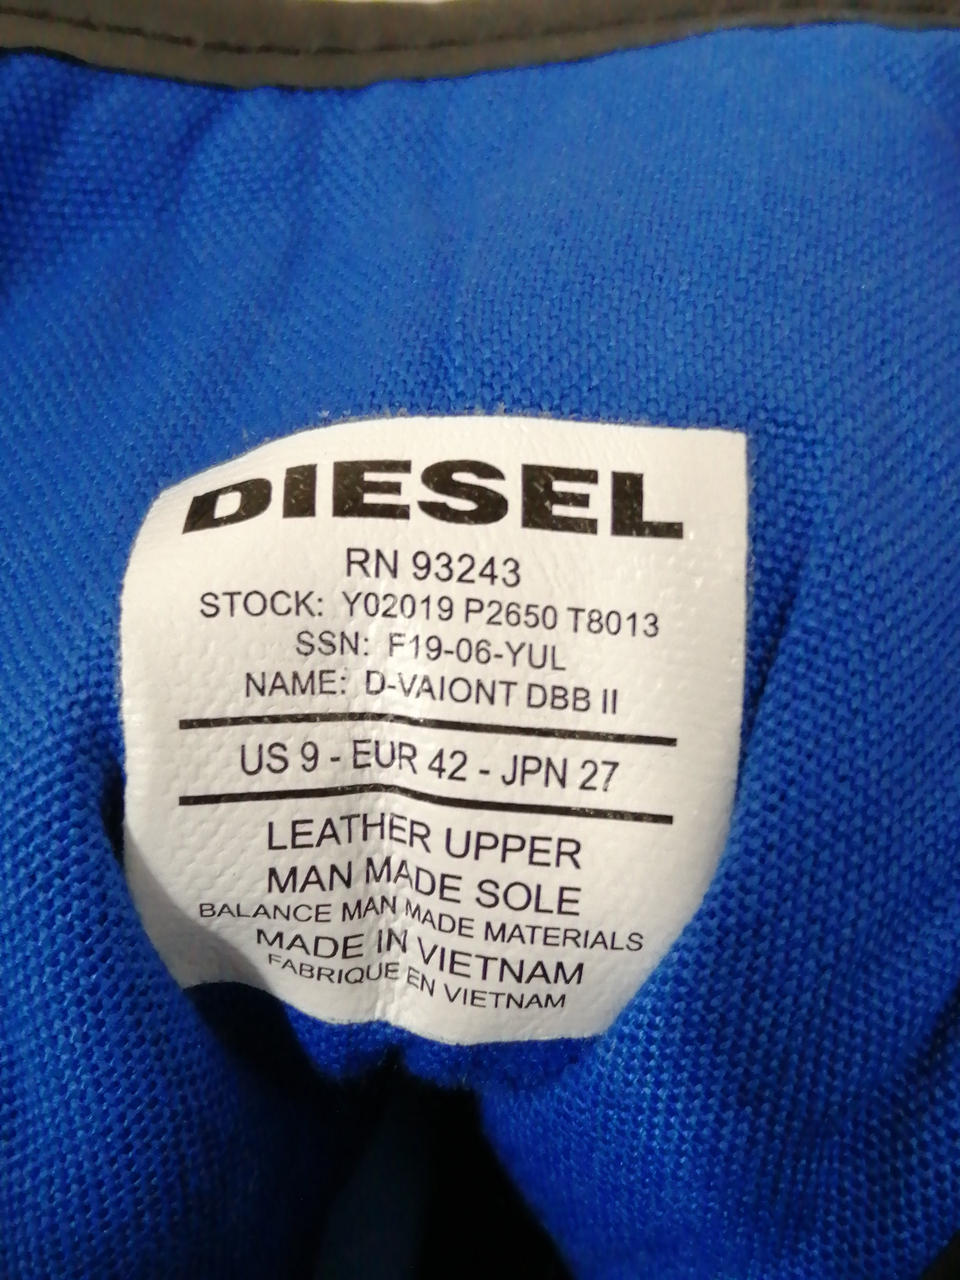 DIESEL
RN 93243
STOCK: Y02019 P2650 T8013
SSN: F19-06-YUL
NAME: D-VAIONT DBB II
US 9 - EUR 42 - JPN 27
LEATHER UPPER
MAN MADE SOLE
BALANCE MAN MADE MATERIALS
MADE IN VIETNAM
FABRIQUE EN VIETNAM